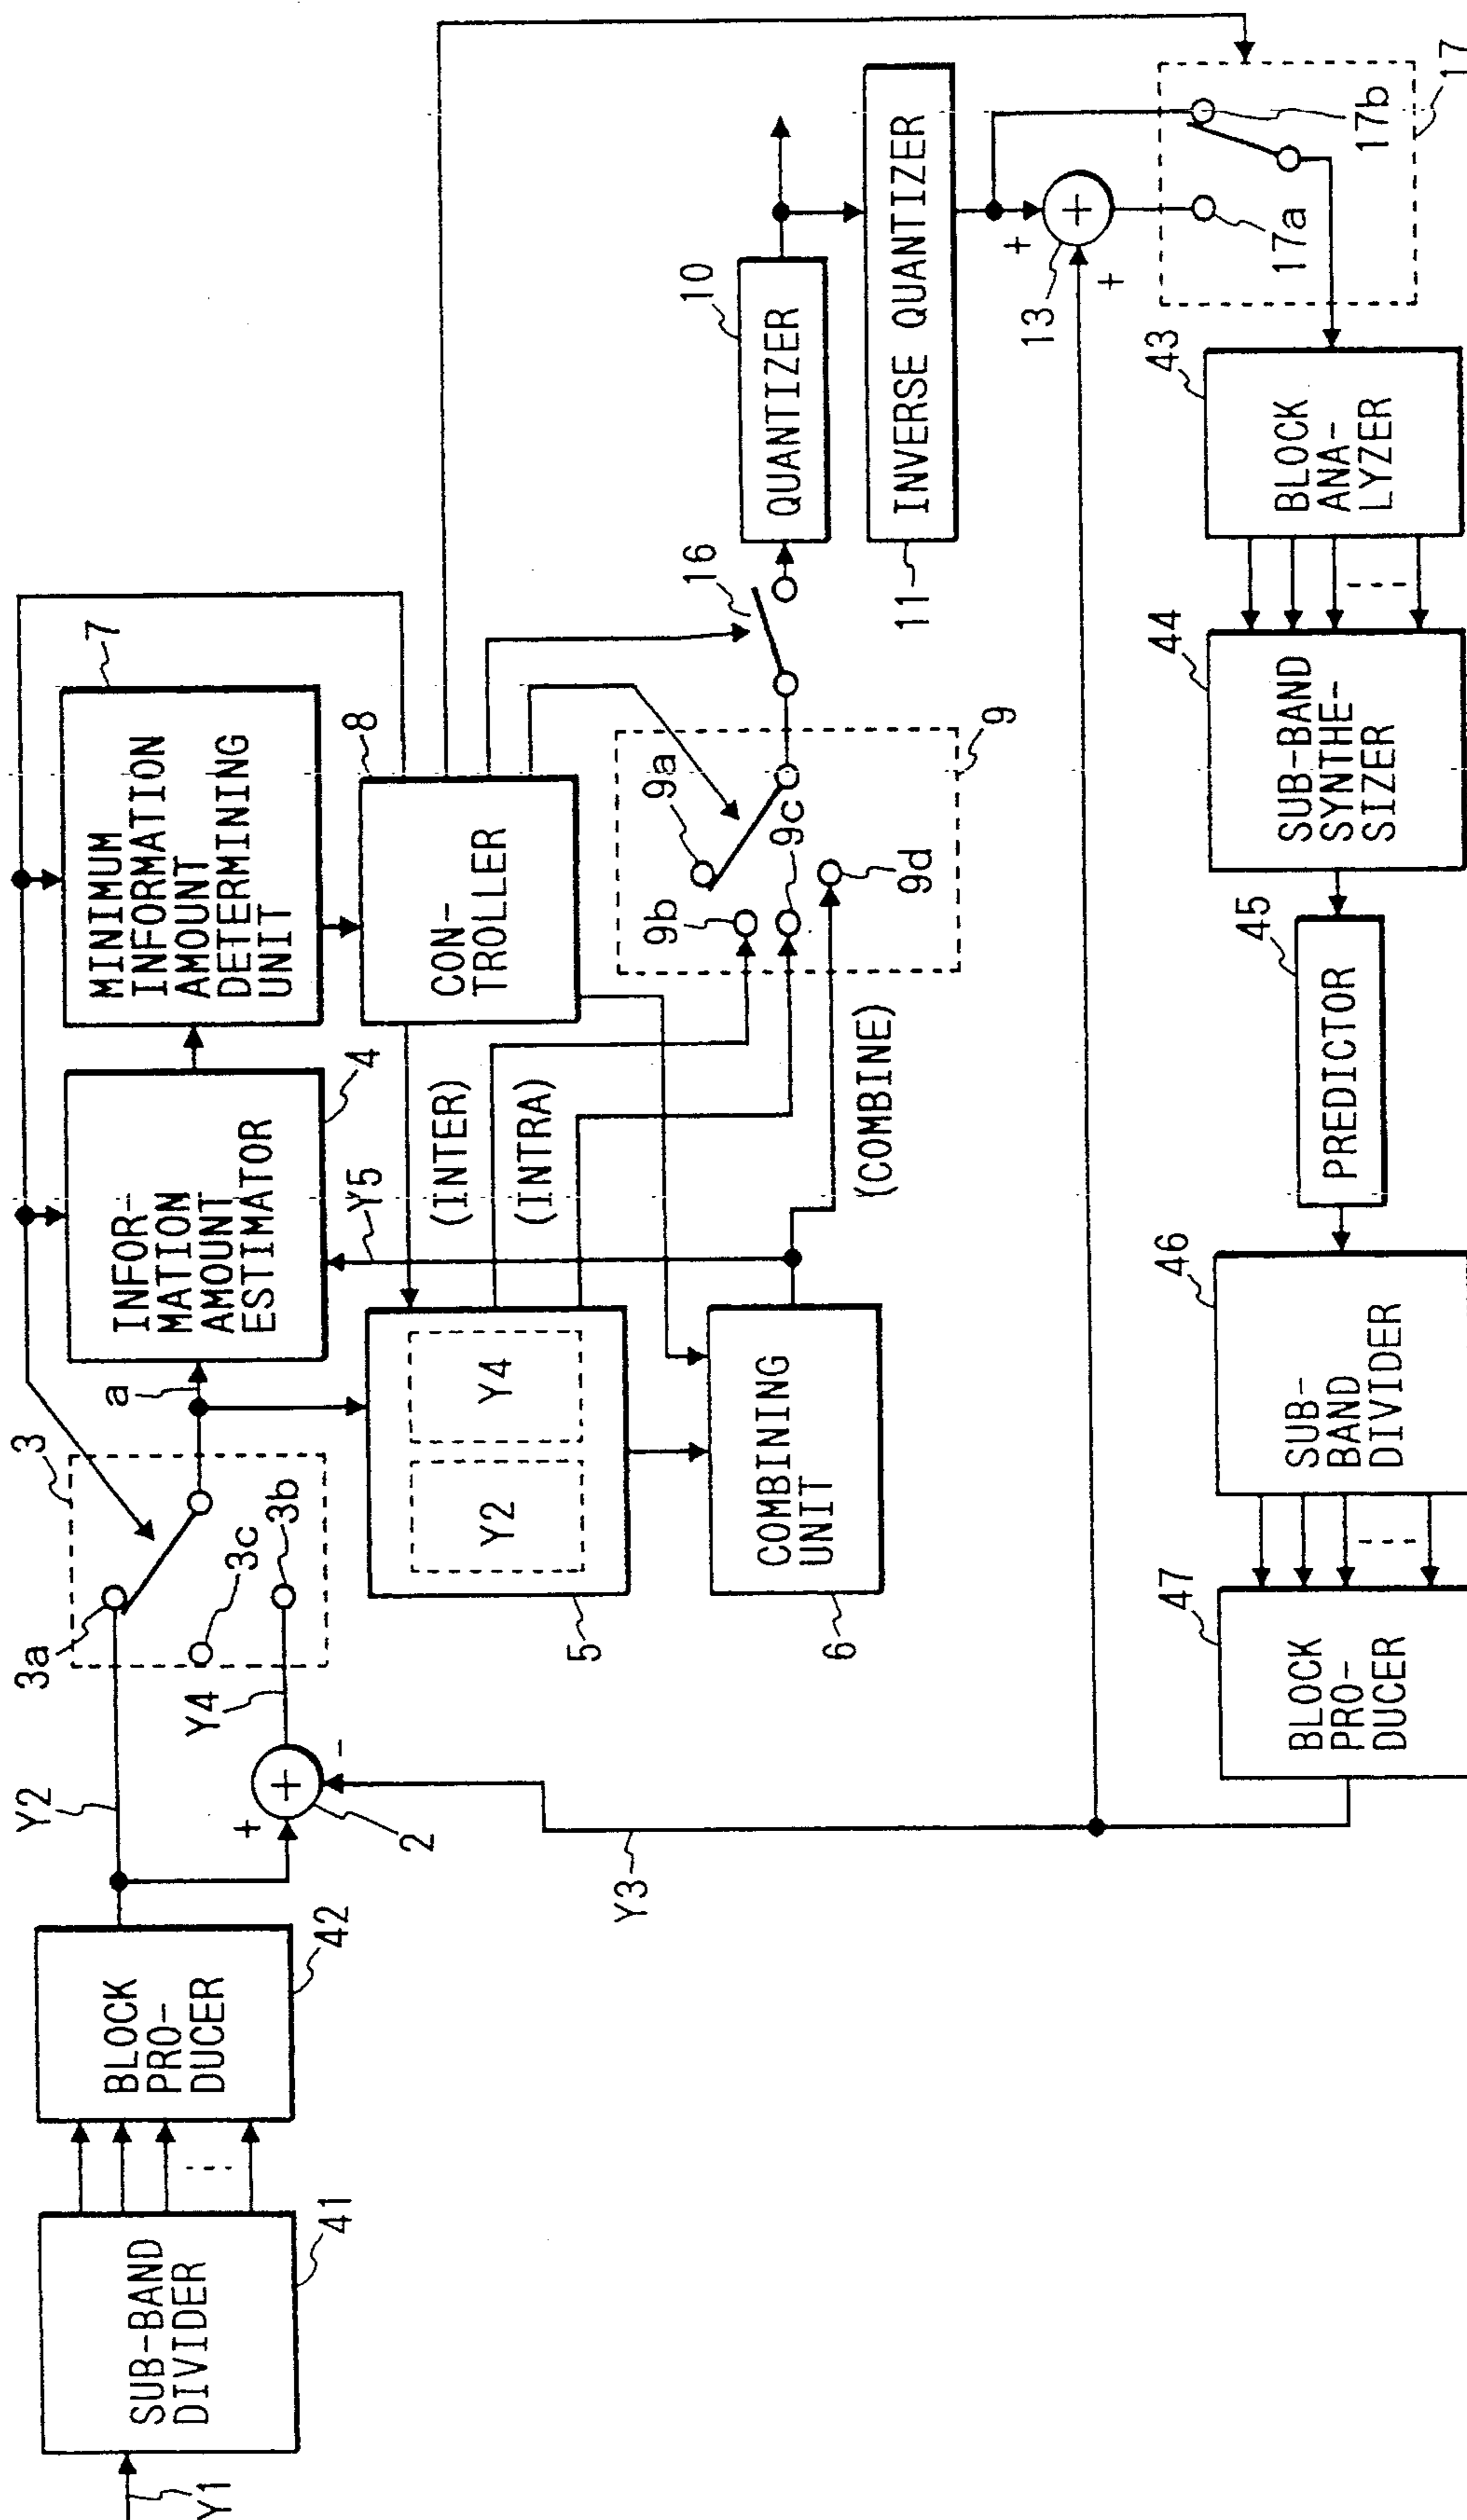 Y1
SUB-BAND
DIVIDER
41
BLOCK
PRO-
DUCER
42
Y2
+
-
2
Y4
3a
3c
3b
3
a
INFOR-
MATION
AMOUNT
ESTIMATOR
4
MINIMUM
INFORMATION
AMOUNT
DETERMINING
UNIT
7
Y5
Y2
Y4
5
CON-
TROLLER
8
(INTER)
(INTRA)
(COMBINE)
COMBINING
UNIT
6
9b
9a
9c
9d
9
16
QUANTIZER
10
INVERSE QUANTIZER
11
+
+
+
13
17a
17b
17
Y3
BLOCK
PRO-
DUCER
47
SUB-
BAND
DIVIDER
46
PREDICTOR
45
SUB-BAND
SYNTHE-
SIZER
44
BLOCK
ANA-
LYZER
43
+